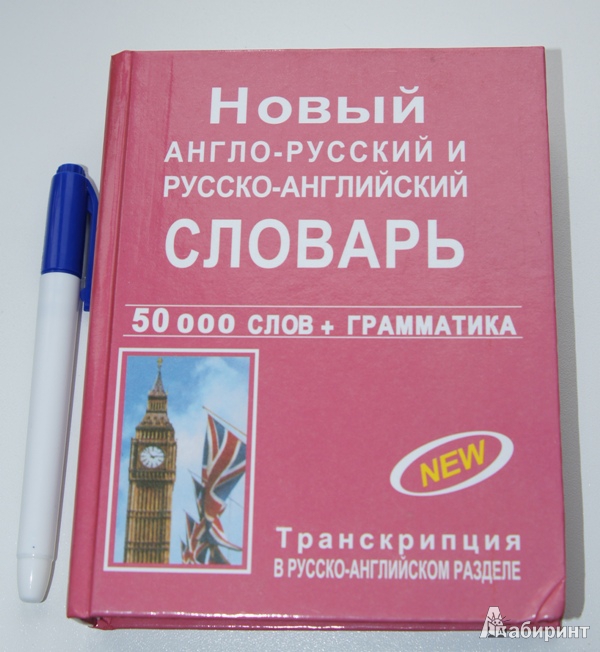 Новый
АНГЛО-РУССКИЙ И
РУССКО-АНГЛИЙСКИЙ
СЛОВАРЬ
50 000 СЛОВ + ГРАММАТИКА
NEW
Транскрипция
В РУССКО-АНГЛИЙСКОМ РАЗДЕЛЕ
Лабиринт